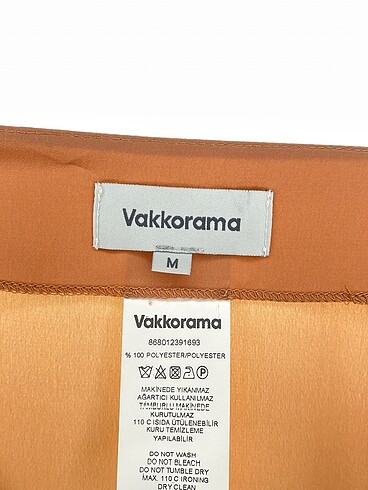 Vakkorama
M
Vakkorama
868012391693
% 100 POLYESTER/POLYESTER
MAKİNEDE YIKANMAZ
AĞARTICI KULLANILMAZ
TAMBURLU MAKİNEDE
KURUTULMAZ
110 C ISIDA ÜTÜLENEBİLİR
KURU TEMİZLEME
YAPILABİLİR
DO NOT WASH
DO NOT BLEACH
DO NOT TUMBLE DRY
MAX. 110 C IRONING
DRY CLEAN